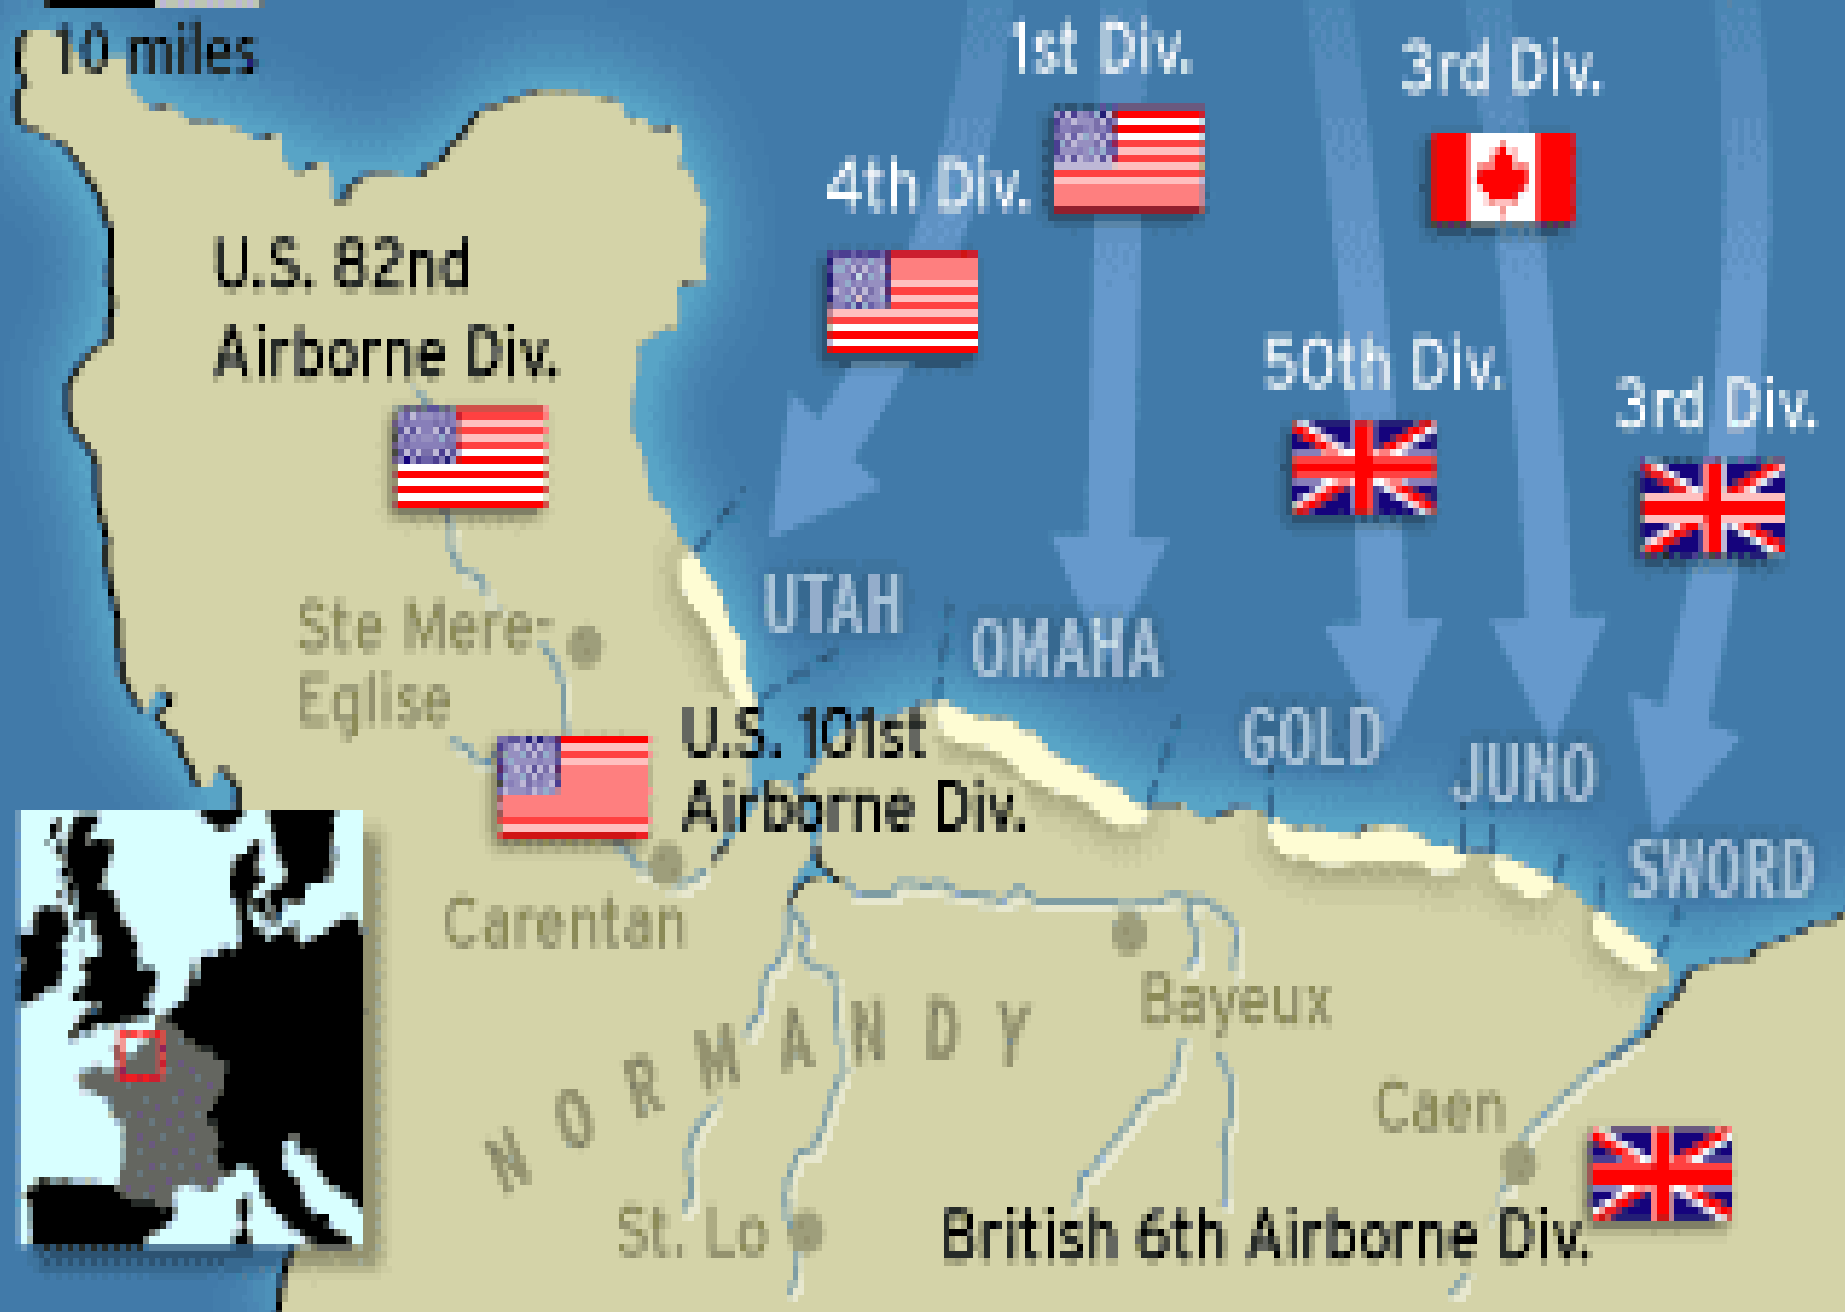 10 miles
1st Div.
3rd Div.
4th Div.
U.S. 82nd
Airborne Div.
50th Div.
3rd Div.
UTAH
OMAHA
Ste Mere-
Eglise
GOLD
JUNO
SWORD
U.S. 101st
Airborne Div.
Carentan
Bayeux
NORMANDY
Caen
St. Lo
British 6th Airborne Div.